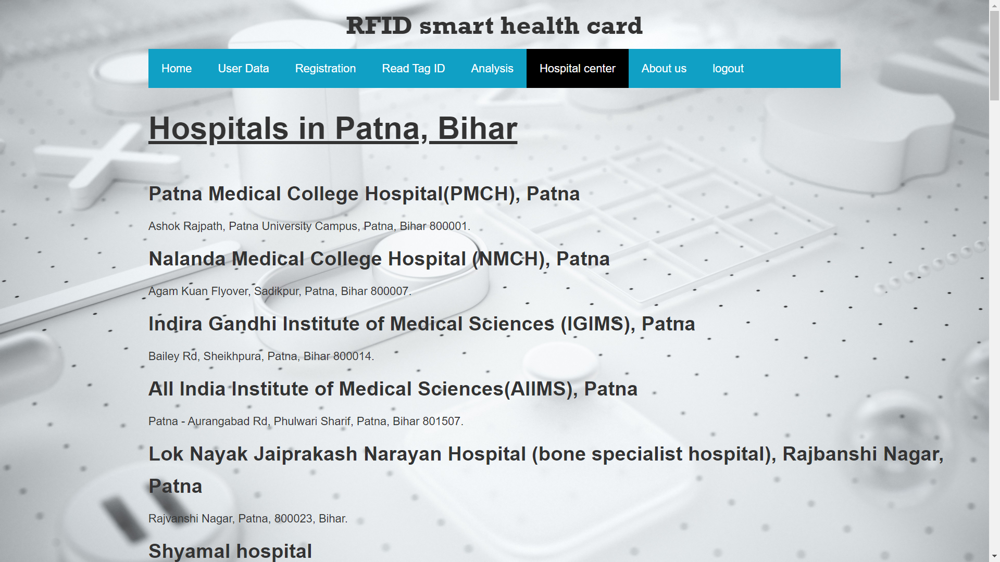 RFID smart health card
Home User Data Registration Read Tag ID Analysis Hospital center About us logout
Hospitals in Patna, Bihar
Patna Medical College Hospital(PMCH), Patna
Ashok Rajpath, Patna University Campus, Patna, Bihar 800001.
Nalanda Medical College Hospital (NMCH), Patna
Agam Kuan Flyover, Sadikpur, Patna, Bihar 800007.
Indira Gandhi Institute of Medical Sciences (IGIMS), Patna
Bailey Rd, Sheikhpura, Patna, Bihar 800014.
All India Institute of Medical Sciences(AIIMS), Patna
Patna - Aurangabad Rd, Phulwari Sharif, Patna, Bihar 801507.
Lok Nayak Jaiprakash Narayan Hospital (bone specialist hospital), Rajbanshi Nagar,
Patna
Rajvanshi Nagar, Patna, 800023, Bihar.
Shyamal hospital